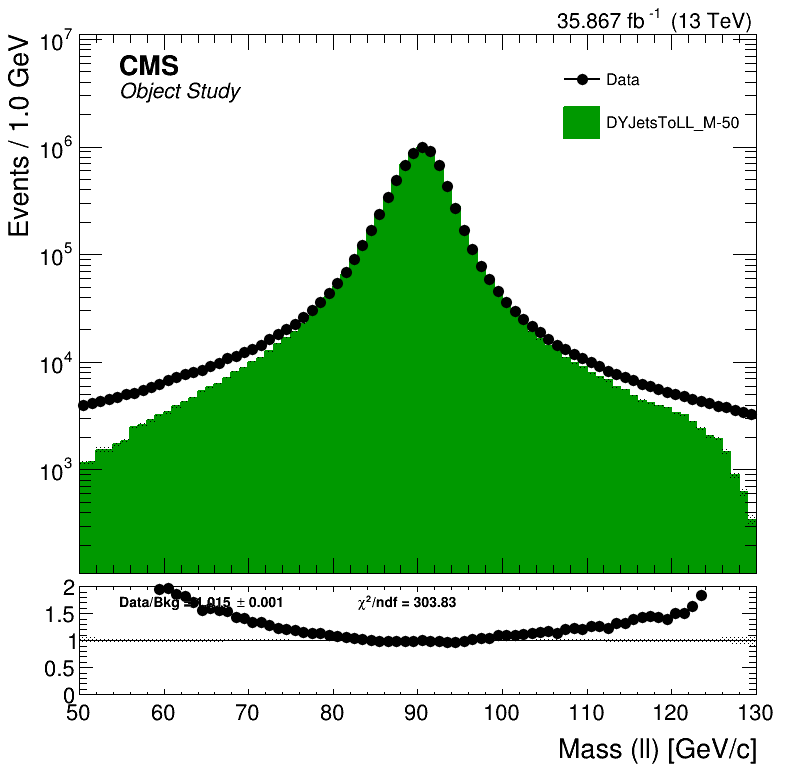 35.867 fb⁻¹ (13 TeV)
Events / 1.0 GeV
10⁷
10⁶
10⁵
10⁴
10³
CMS
Object Study
Data
DYJetsToLL_M-50
2
1.5
1
0.5
0
Data/Bkg = 1.015 ± 0.001
χ²/ndf = 303.83
50 60 70 80 90 100 110 120 130
Mass (ll) [GeV/c]